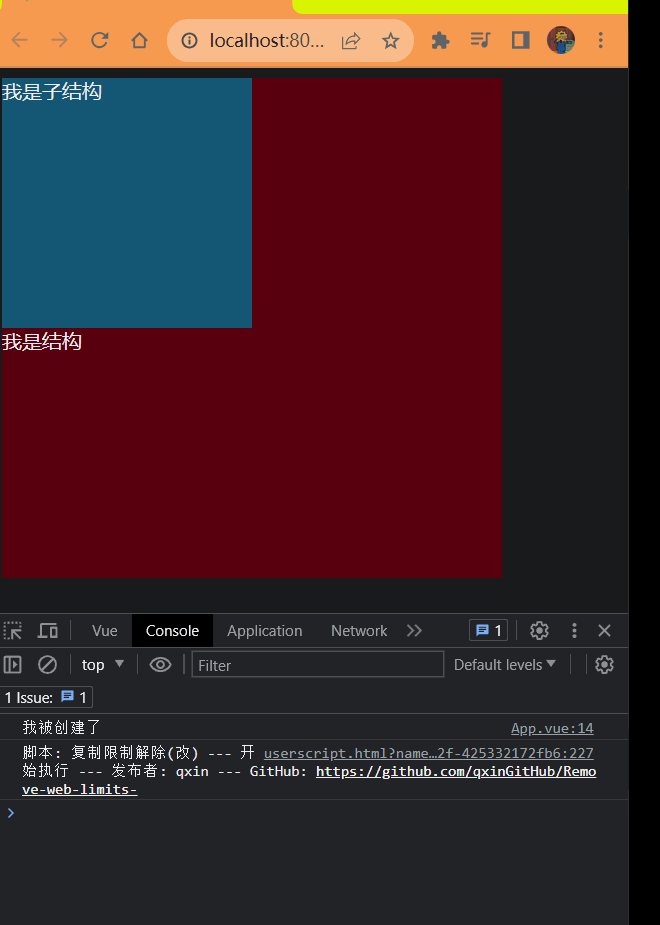 localhost:80...
我是子结构
我是结构
Vue Console Application Network 1
top Filter Default levels
1 Issue: 1
我被创建了 App.vue:14
脚本: 复制限制解除(改) --- 开 userscript.html?name…2f-425332172fb6:227
始执行 --- 发布者: qxin --- GitHub: https://github.com/qxinGitHub/Remo
ve-web-limits-